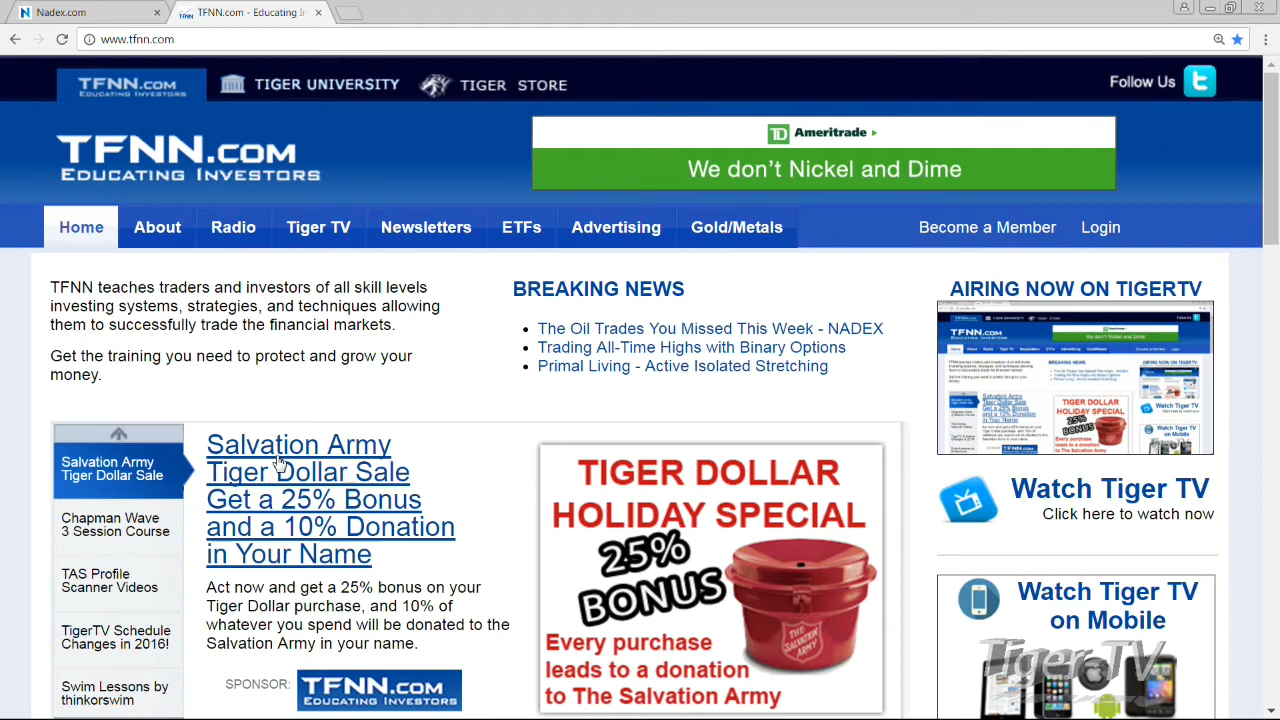 Nadex.com
TFNN.com - Educating In
www.tfnn.com
TFNN.COM
EDUCATING INVESTORS
TIGER UNIVERSITY
TIGER STORE
Follow Us
TFNN.COM
EDUCATING INVESTORS
TD Ameritrade
We don't Nickel and Dime
Home
About
Radio
Tiger TV
Newsletters
ETFs
Advertising
Gold/Metals
Become a Member
Login
TFNN teaches traders and investors of all skill levels
investing systems, strategies, and techniques allowing
them to successfully trade the financial markets.
Get the training you need to protect and grow your
money.
BREAKING NEWS
The Oil Trades You Missed This Week - NADEX
Trading All-Time Highs with Binary Options
Primal Living - Active Isolated Stretching
AIRING NOW ON TIGERTV
Watch Tiger TV
Click here to watch now
Watch Tiger TV
on Mobile
Tiger TV
Salvation Army
Tiger Dollar Sale
Chapman Wave
3 Session Course
TAS Profile
Scanner Videos
TigerTV Schedule
Changes in 2016!
Swim Lessons by
thinkorswim
Salvation Army
Tiger Dollar Sale
Get a 25% Bonus
and a 10% Donation
in Your Name
Act now and get a 25% bonus on your
Tiger Dollar purchase, and 10% of
whatever you spend will be donated to the
Salvation Army in your name.
SPONSOR:
TFNN.COM
EDUCATING INVESTORS
TIGER DOLLAR
HOLIDAY SPECIAL
25%
BONUS
THE
SALVATION
ARMY
Every purchase
leads to a donation
to The Salvation Army